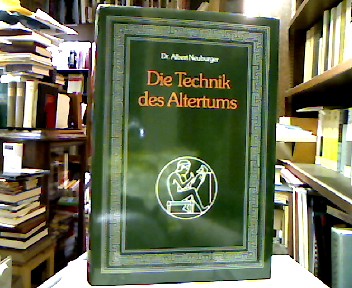 Dr. Albert Neuburger
Die Technik
des Altertums